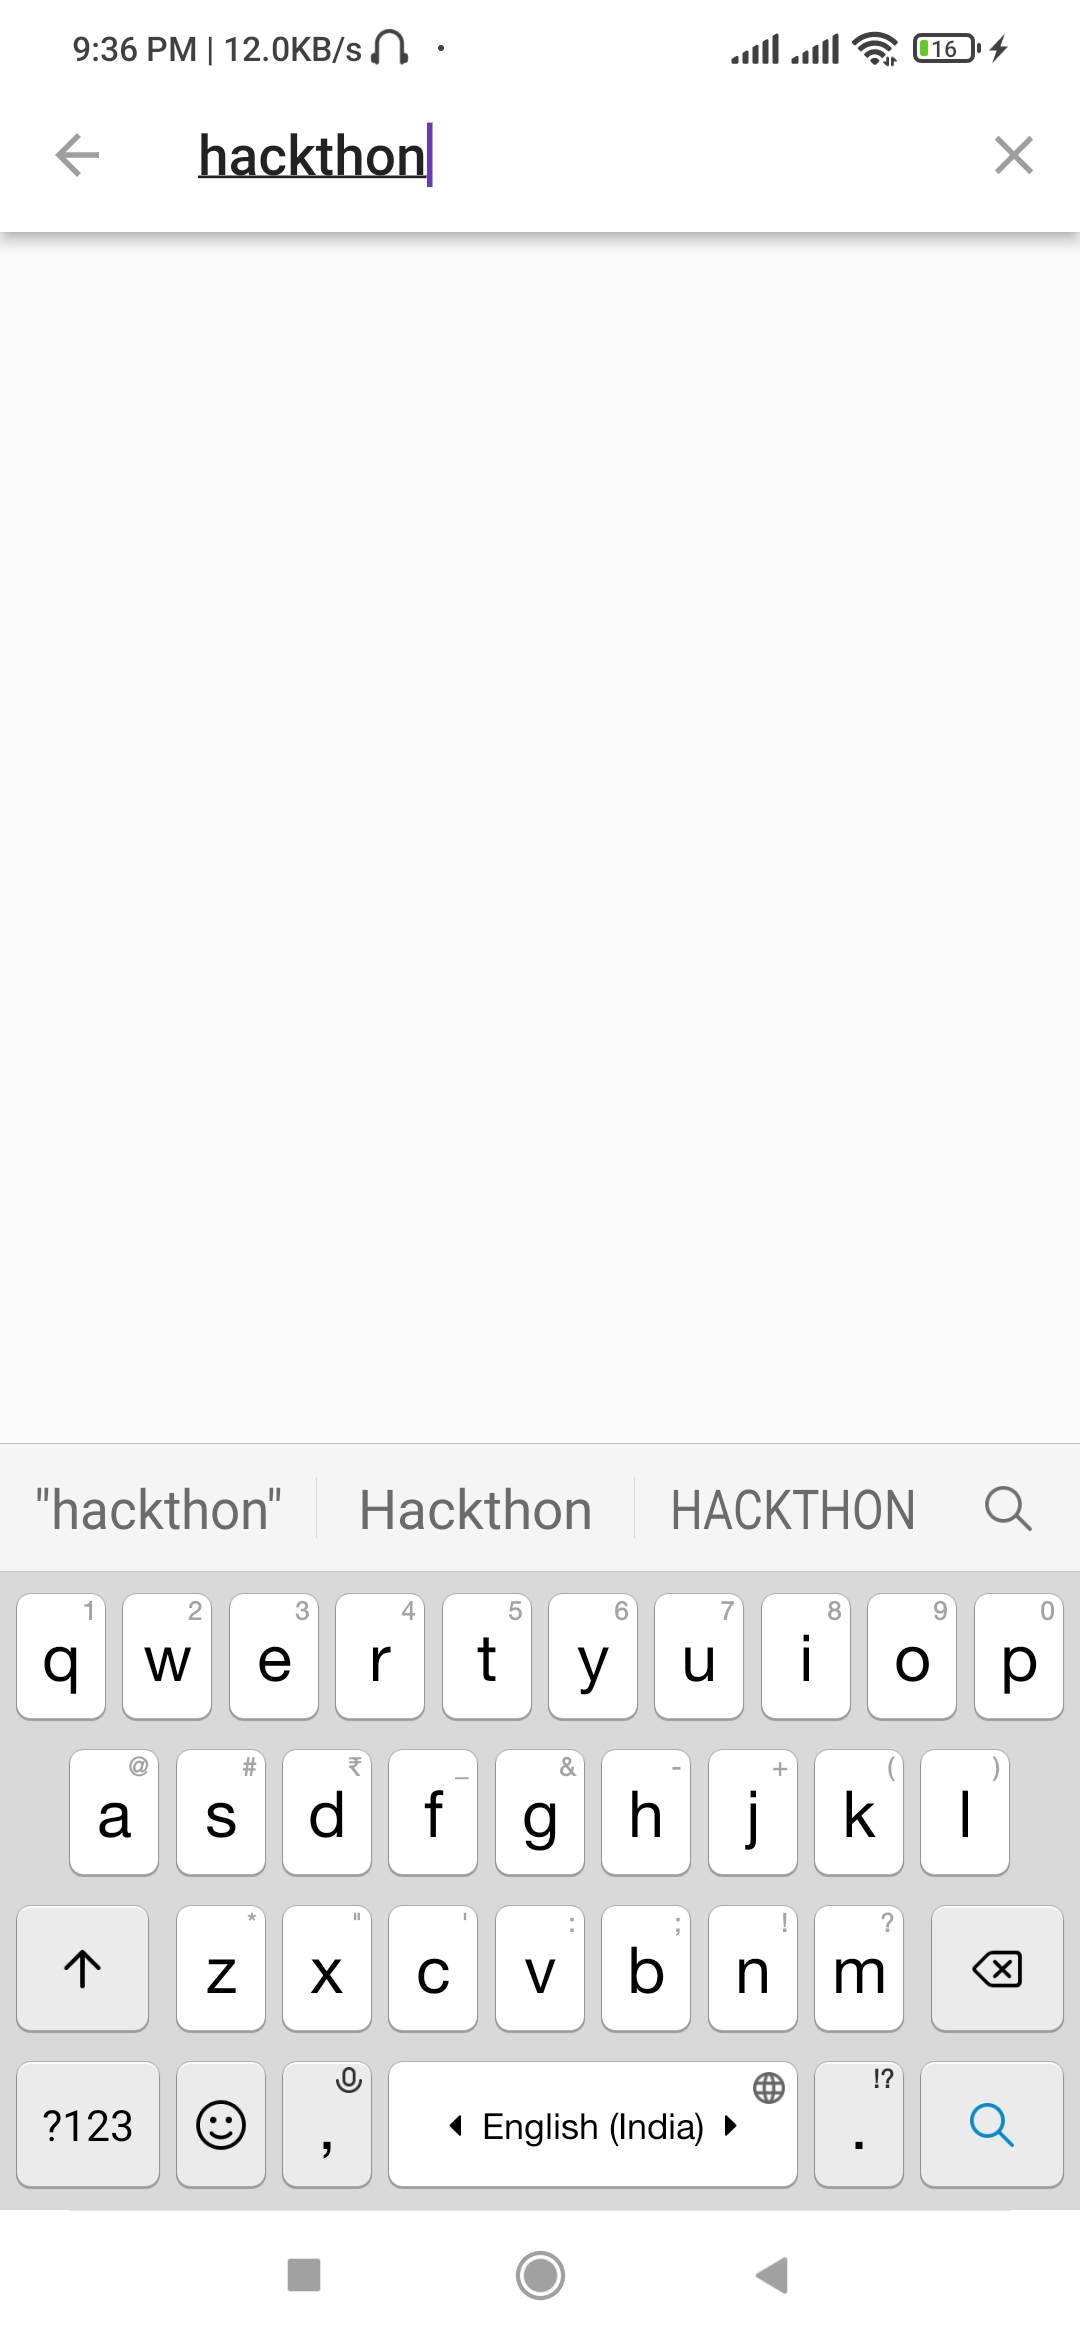 9:36 PM | 12.0KB/s 16
hackthon
"hackthon" Hackthon HACKTHON
1 2 3 4 5 6 7 8 9 0
q w e r t y u i o p
@ # ₹ _ & - + ( )
a s d f g h j k l
* " ' : ; ! ?
z x c v b n m
?123 , English (India) . !?